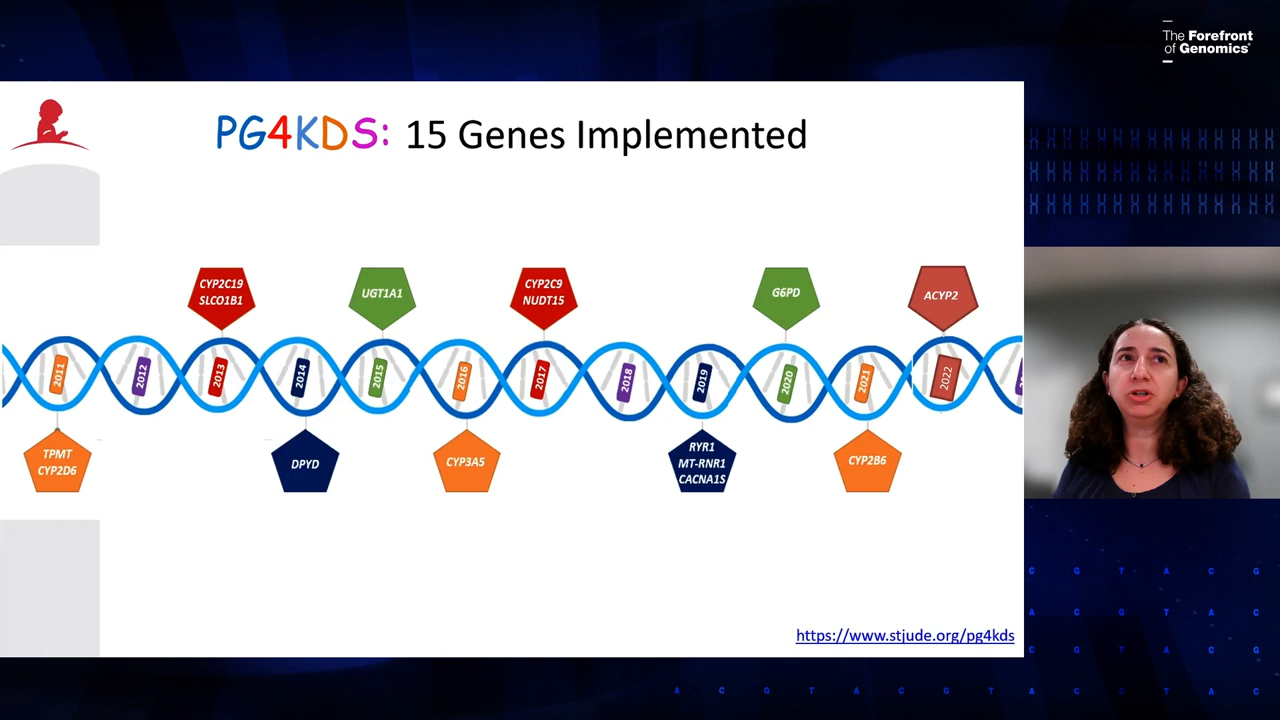 The Forefront
of Genomics®
PG4KDS: 15 Genes Implemented
CYP2C19
SLCO1B1
UGT1A1
CYP2C9
NUDT15
G6PD
ACYP2
2011
2012
2013
2014
2015
2016
2017
2018
2019
2020
2021
2022
TPMT
CYP2D6
DPYD
CYP3A5
RYR1
MT-RNR1
CACNA1S
CYP2B6
https://www.stjude.org/pg4kds
C G T A C G
A C G T A C
C G T A C G
A C G T A C G T A C G T A C